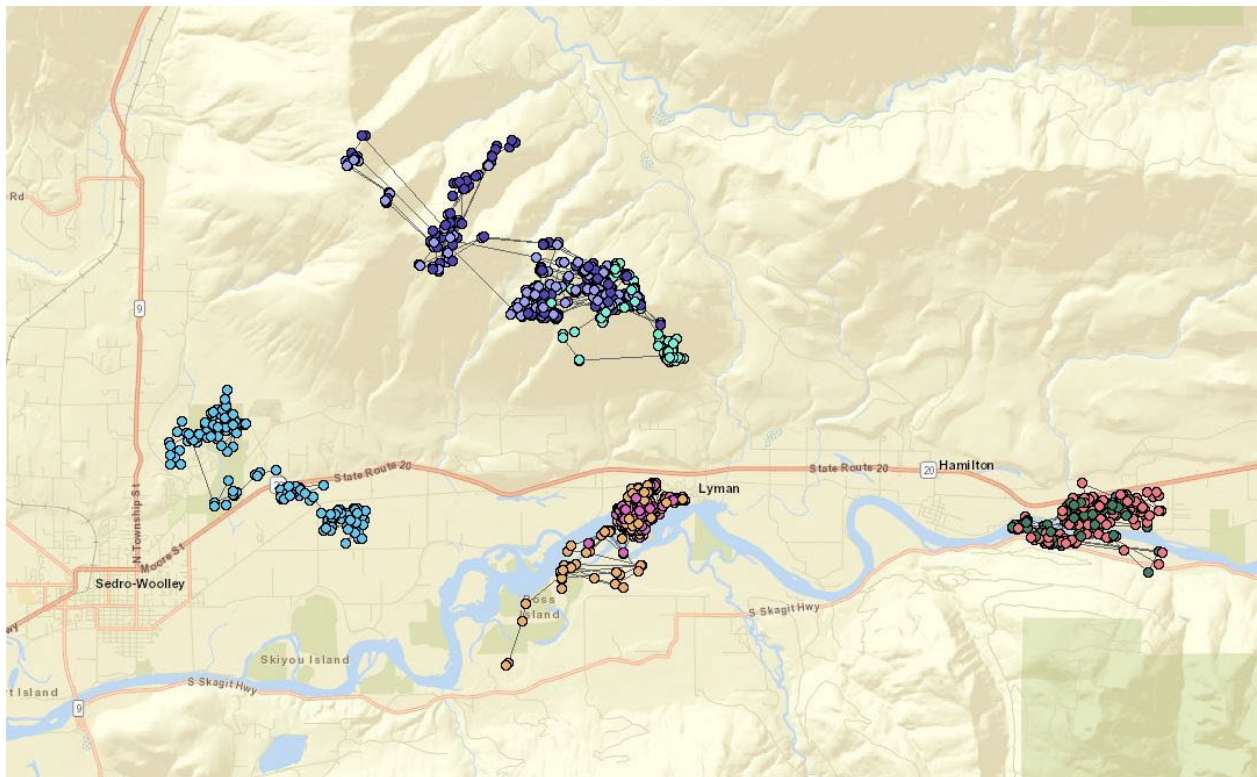 Rd
9
State Route 20
State Route 20
20
Hamilton
Lyman
N Township St
Moore St
Sedro-Woolley
Ross
Island
S Skagit Hwy
Skiyou Island
S Skagit Hwy
rt Island
9